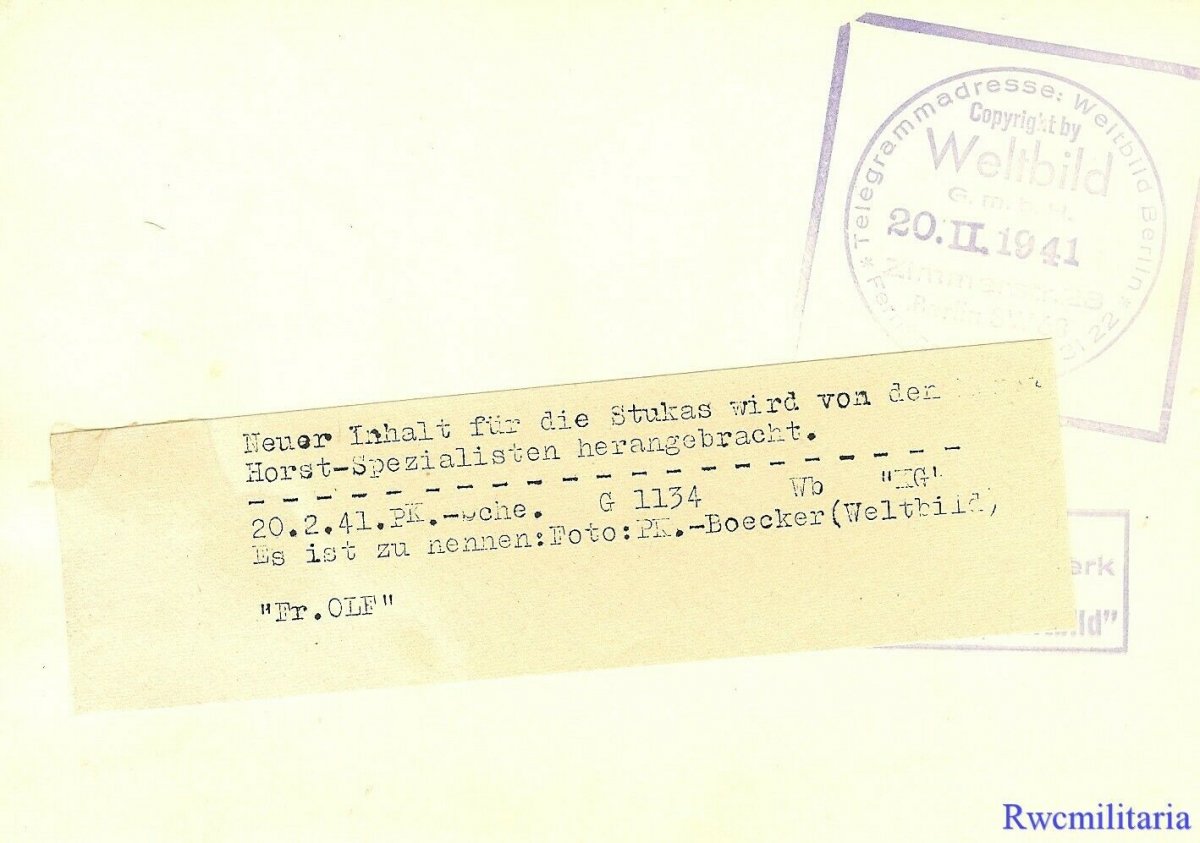 Telegrammadresse: Weltbild Berlin
Copyright by
Weltbild
G.m.b.H.
20.II.1941
Berlin
22
Neuer Inhalt für die Stukas wird von den
Horst-Spezialisten herangebracht.
- - - - - - - - - - - - - - - - - - - -
20.2.41.PK.-Sche. G 1134 Wb "HG"
Es ist zu nennen:Foto:PK.-Boecker(Weltbild)
"Fr.OLF"
Rwcmilitaria